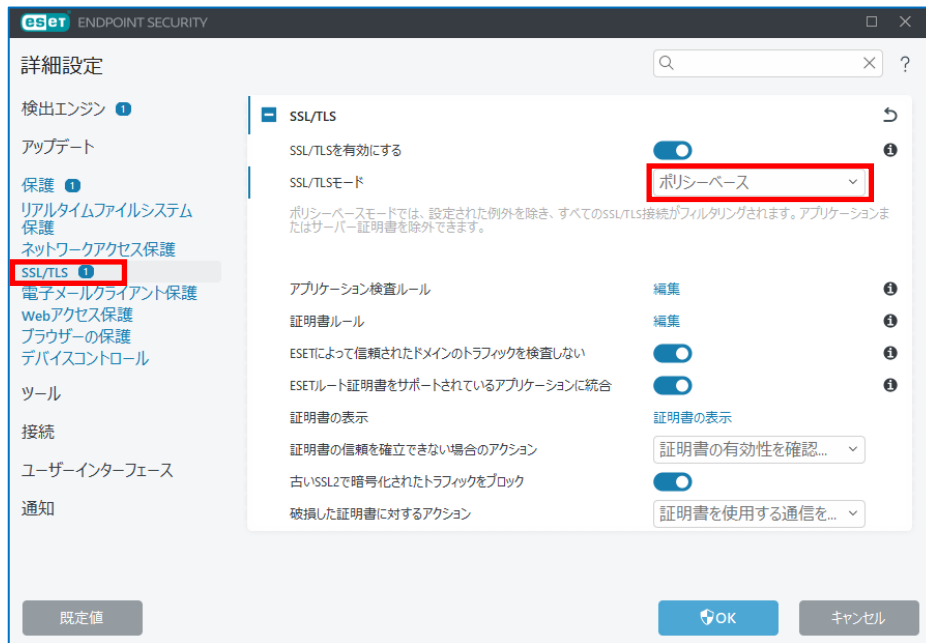 eset ENDPOINT SECURITY
詳細設定
?
検出エンジン 1
アップデート
保護 1
リアルタイムファイルシステム
保護
ネットワークアクセス保護
SSL/TLS 1
電子メールクライアント保護
Webアクセス保護
ブラウザーの保護
デバイスコントロール
ツール
接続
ユーザーインターフェース
通知
SSL/TLS
SSL/TLSを有効にする
SSL/TLSモード ポリシーベース
ポリシーベースモードでは、設定された例外を除き、すべてのSSL/TLS接続がフィルタリングされます。アプリケーションま
たはサーバー証明書を除外できます。
アプリケーション検査ルール 編集
証明書ルール 編集
ESETによって信頼されたドメインのトラフィックを検査しない
ESETルート証明書をサポートされているアプリケーションに統合
証明書の表示 証明書の表示
証明書の信頼を確立できない場合のアクション 証明書の有効性を確認...
古いSSL2で暗号化されたトラフィックをブロック
破損した証明書に対するアクション 証明書を使用する通信を...
既定値 OK キャンセル